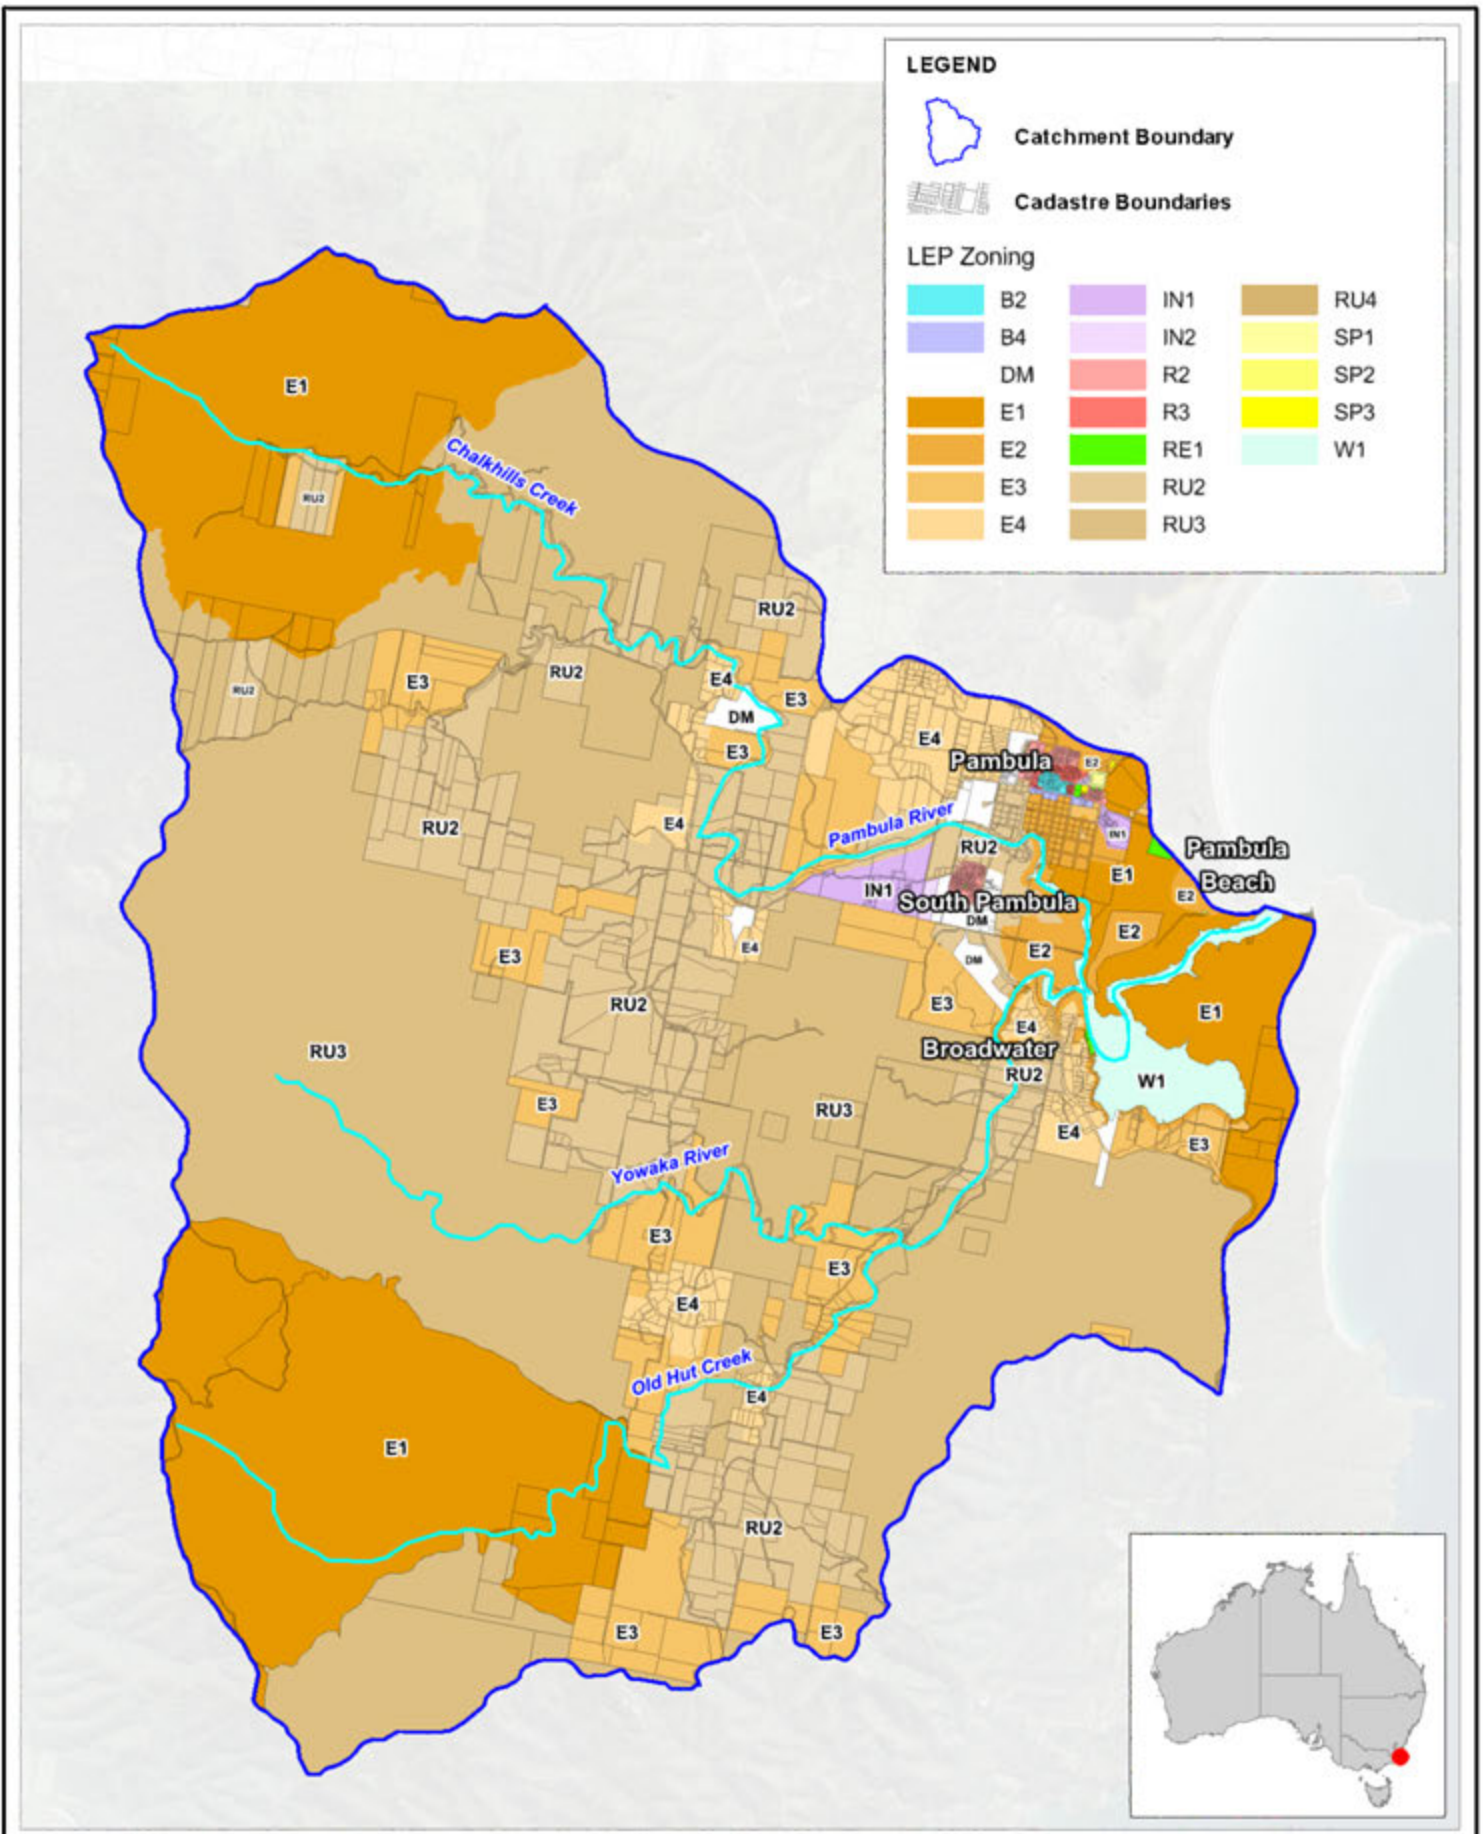 LEGEND
Catchment Boundary
Cadastre Boundaries
LEP Zoning
B2 IN1 RU4
B4 IN2 SP1
DM R2 SP2
E1 R3 SP3
E2 RE1 W1
E3 RU2
E4 RU3
E1
Chalkhills Creek
RU2
RU2
RU2
E3
RU2
E4
E3
DM
E4
E3
Pambula
E2
Pambula River
E4
RU2
IN1
RU2
Pambula
Beach
E1
IN1
E2
South Pambula
DM
E2
E4
E2
E3
DM
E3
RU2
E1
E4
Broadwater
RU3
RU2
W1
E3
RU3
E4
E3
Yowaka River
E3
E3
E4
Old Hut Creek
E4
E1
RU2
E3
E3